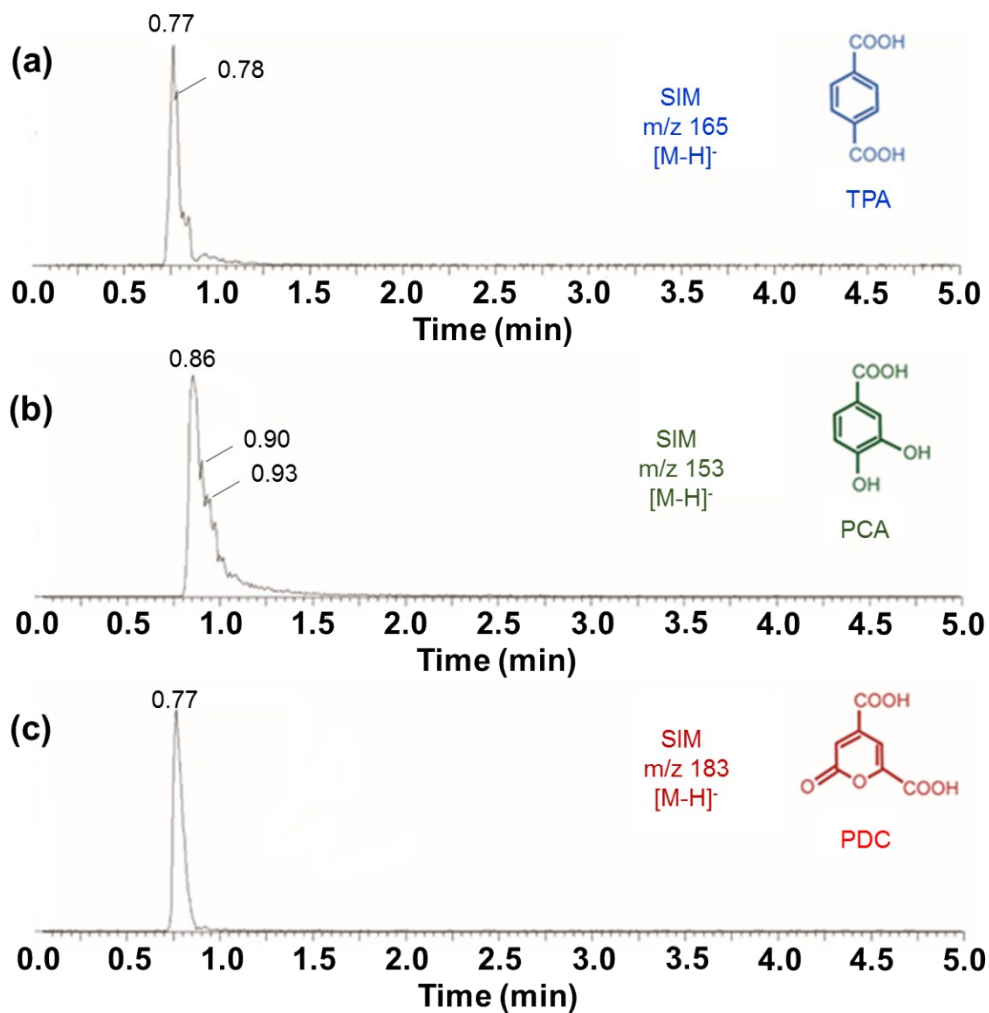 0.77
(a)
0.78
SIM
m/z 165
[M-H]-
COOH
COOH
TPA
0.0 0.5 1.0 1.5 2.0 2.5 3.0 3.5 4.0 4.5 5.0
Time (min)
0.86
(b)
0.90
0.93
SIM
m/z 153
[M-H]-
COOH
OH
OH
PCA
0.0 0.5 1.0 1.5 2.0 2.5 3.0 3.5 4.0 4.5 5.0
Time (min)
0.77
(c)
SIM
m/z 183
[M-H]-
COOH
O
O
COOH
PDC
0.0 0.5 1.0 1.5 2.0 2.5 3.0 3.5 4.0 4.5 5.0
Time (min)